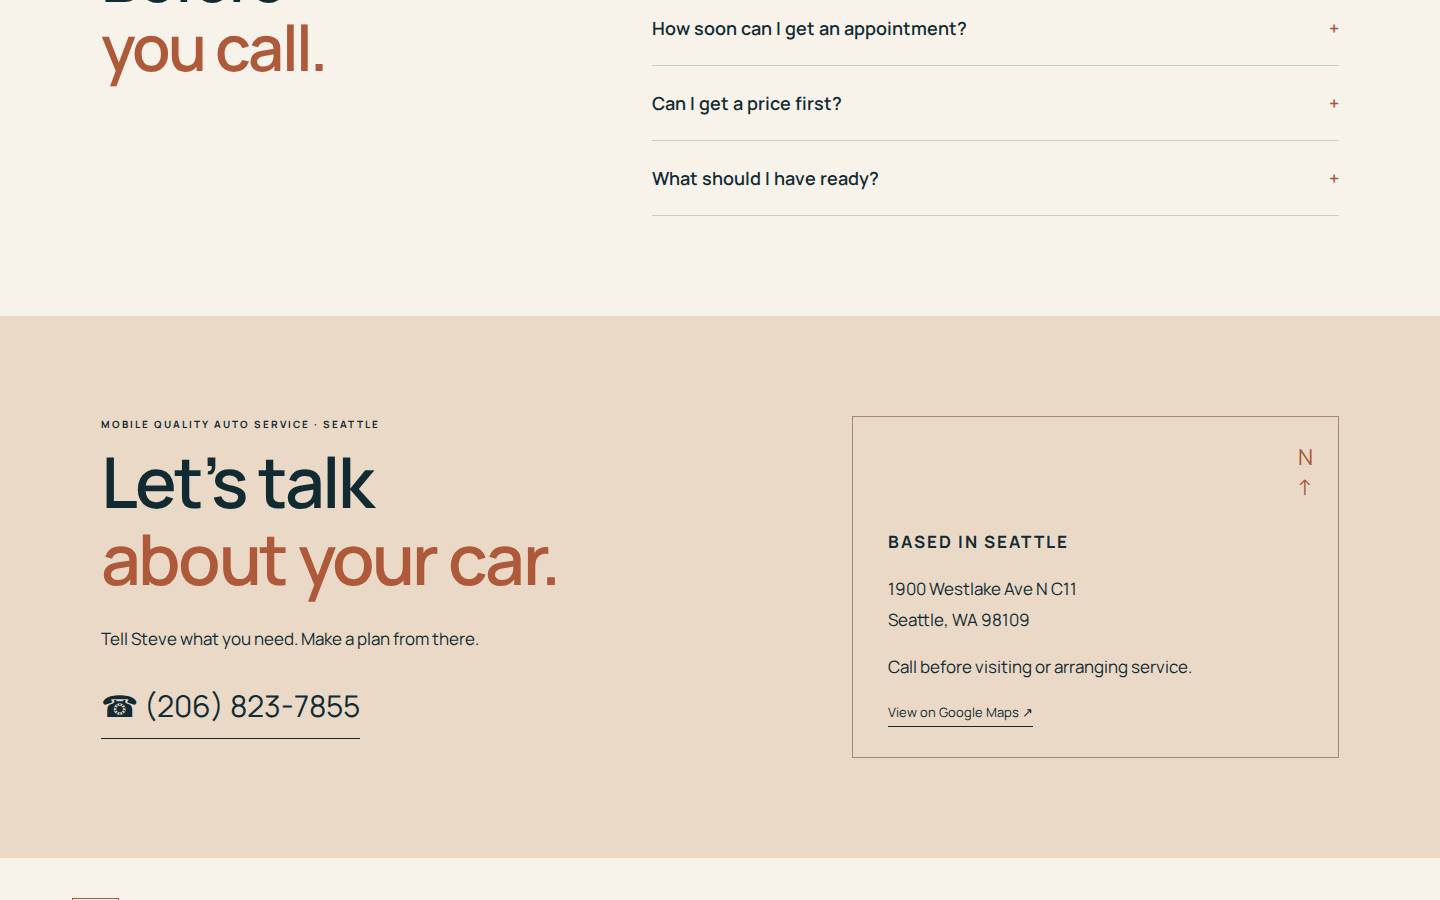 you call.
How soon can I get an appointment? +
Can I get a price first? +
What should I have ready? +
MOBILE QUALITY AUTO SERVICE · SEATTLE
Let’s talk
about your car.
Tell Steve what you need. Make a plan from there.
☎ (206) 823-7855
N
↑
BASED IN SEATTLE
1900 Westlake Ave N C11
Seattle, WA 98109
Call before visiting or arranging service.
View on Google Maps ↗